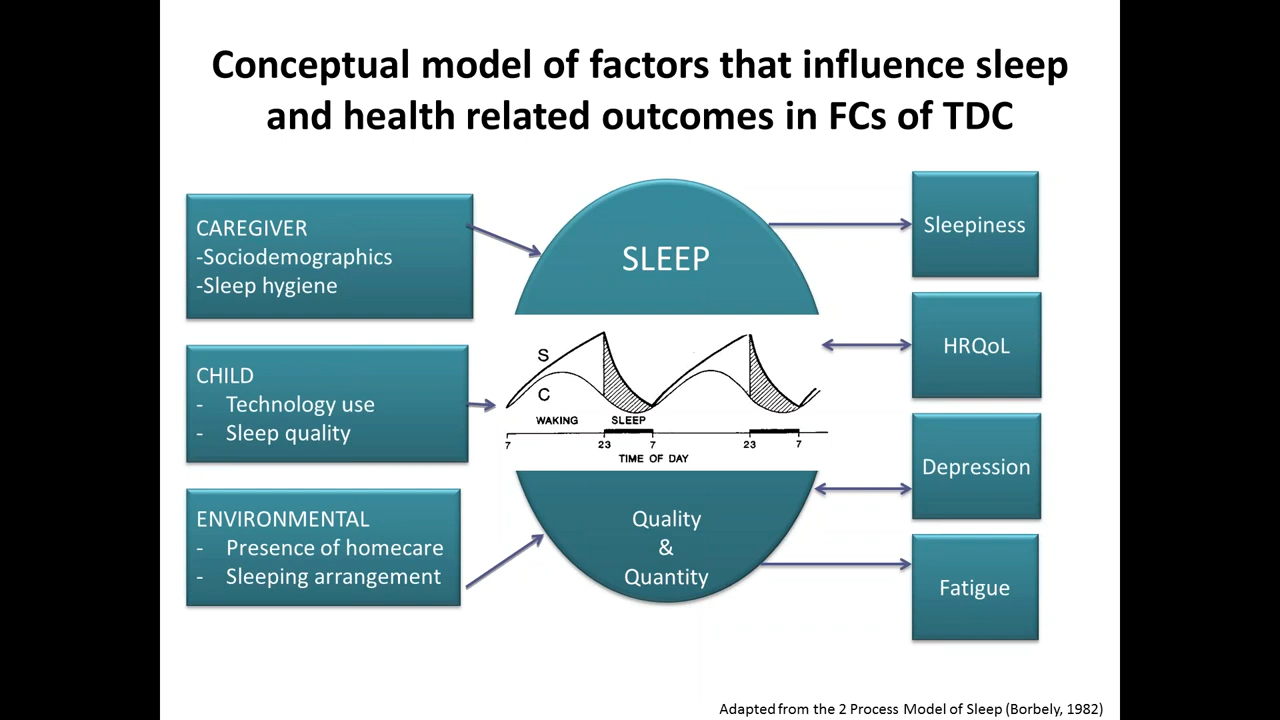 Conceptual model of factors that influence sleep
and health related outcomes in FCs of TDC
CAREGIVER
-Sociodemographics
-Sleep hygiene
CHILD
- Technology use
- Sleep quality
ENVIRONMENTAL
- Presence of homecare
- Sleeping arrangement
SLEEP
S
C
WAKING SLEEP
7 23 7 23 7
TIME OF DAY
Quality
&
Quantity
Sleepiness
HRQoL
Depression
Fatigue
Adapted from the 2 Process Model of Sleep (Borbely, 1982)